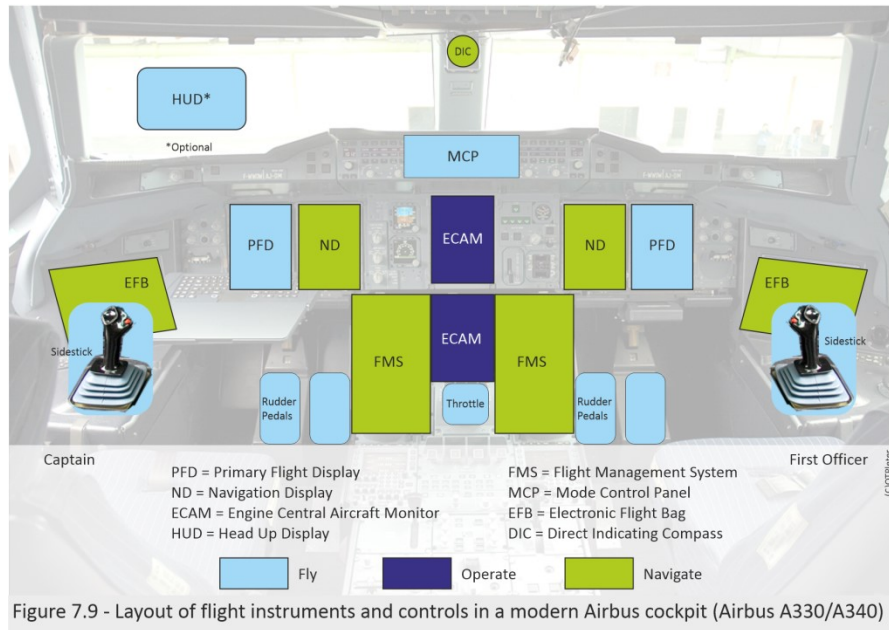 DIC
HUD*
*Optional
MCP
PFD
ND
ECAM
ND
PFD
EFB
EFB
Sidestick
Sidestick
FMS
ECAM
FMS
Rudder
Pedals
Throttle
Rudder
Pedals
Captain
First Officer
PFD = Primary Flight Display
ND = Navigation Display
ECAM = Engine Central Aircraft Monitor
HUD = Head Up Display
FMS = Flight Management System
MCP = Mode Control Panel
EFB = Electronic Flight Bag
DIC = Direct Indicating Compass
Fly
Operate
Navigate
Figure 7.9 - Layout of flight instruments and controls in a modern Airbus cockpit (Airbus A330/A340)